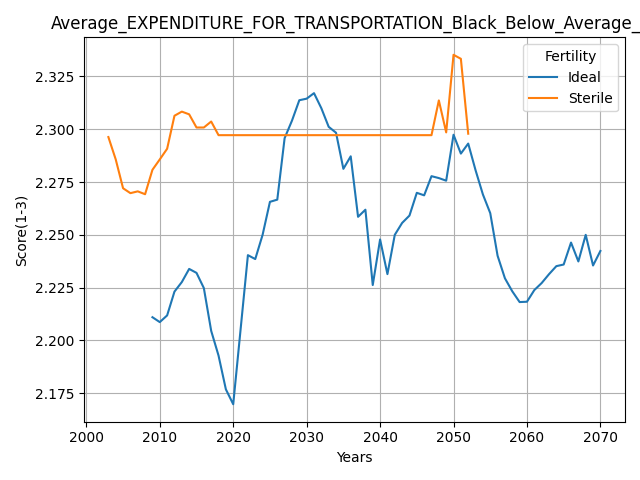 Average_EXPENDITURE_FOR_TRANSPORTATION_Black_Below_Average_
Fertility
Ideal
Sterile
2.325
2.300
2.275
2.250
2.225
2.200
2.175
Score(1-3)
2000 2010 2020 2030 2040 2050 2060 2070
Years